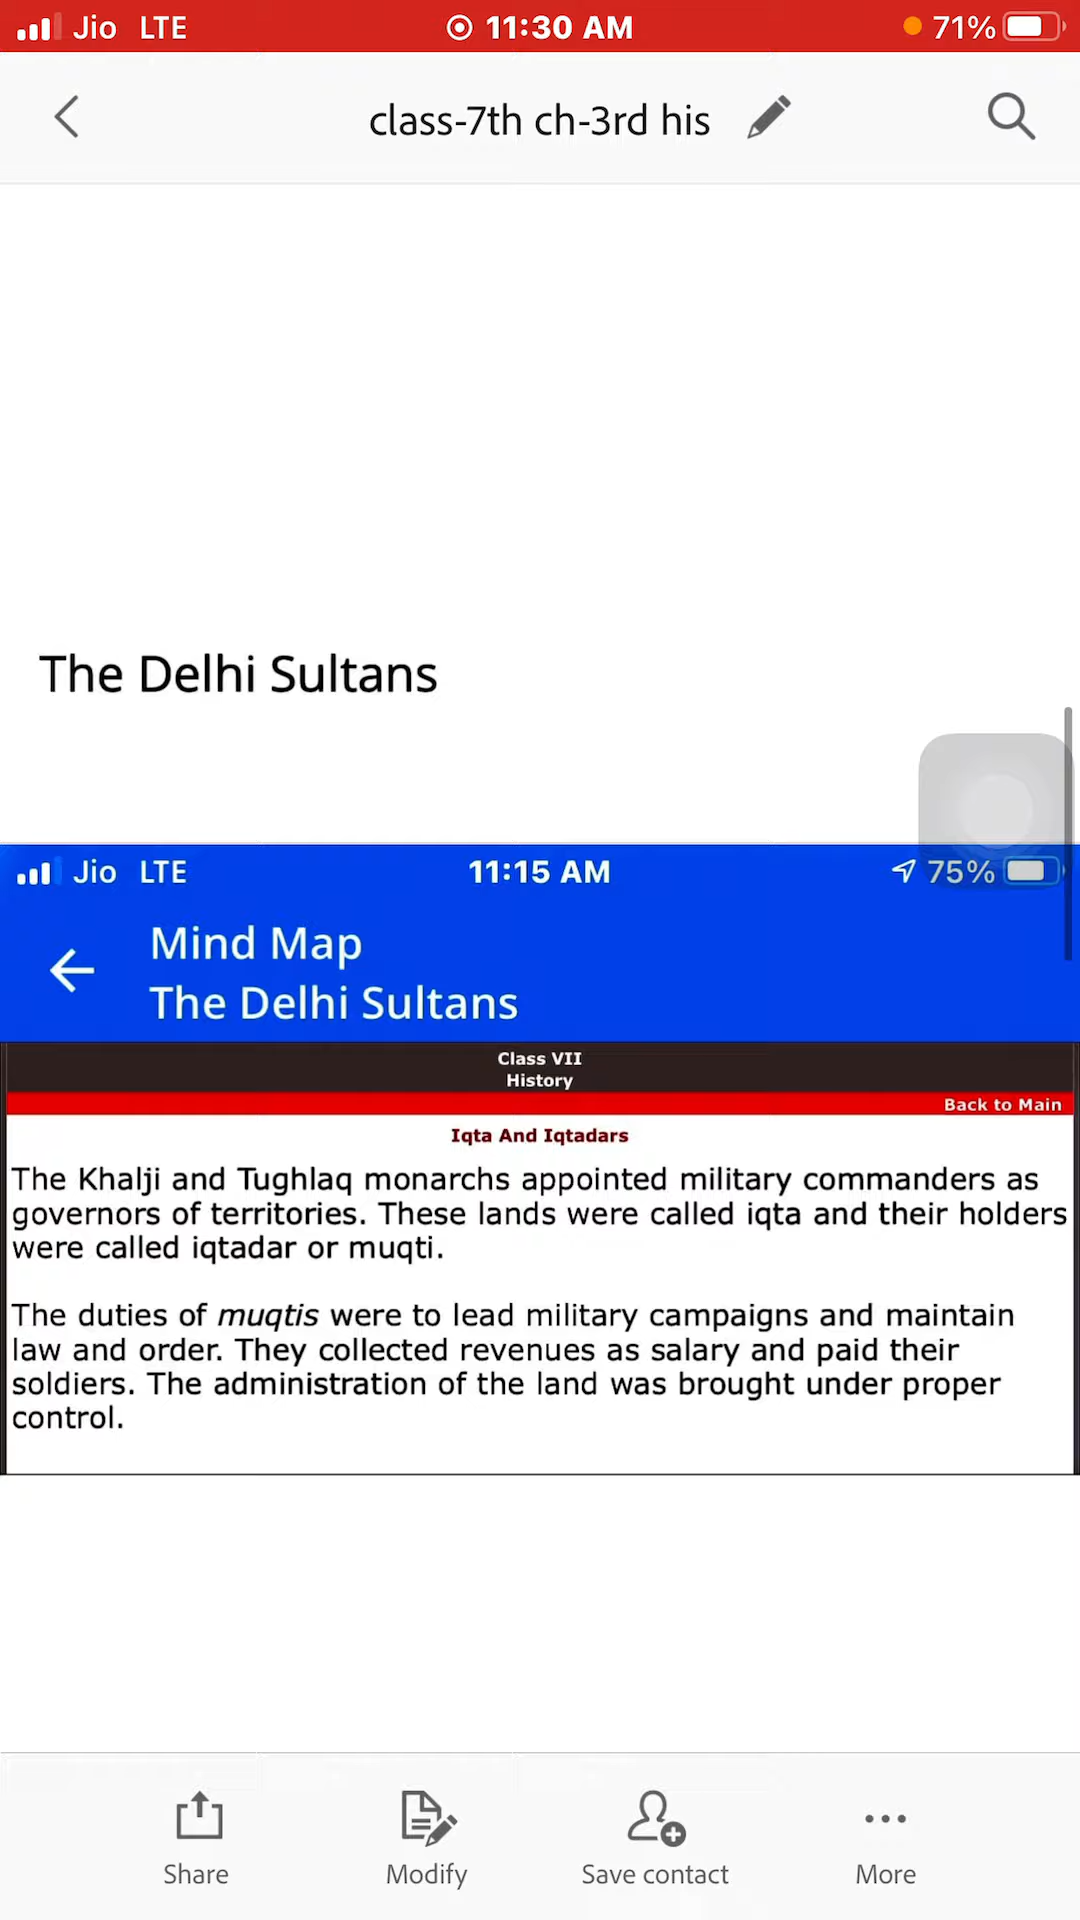 Jio LTE 11:30 AM 71%
class-7th ch-3rd his
The Delhi Sultans
Jio LTE 11:15 AM 75%
Mind Map
The Delhi Sultans
Class VII
History
Back to Main
Iqta And Iqtadars
The Khalji and Tughlaq monarchs appointed military commanders as
governors of territories. These lands were called iqta and their holders
were called iqtadar or muqti.
The duties of muqtis were to lead military campaigns and maintain
law and order. They collected revenues as salary and paid their
soldiers. The administration of the land was brought under proper
control.
Share Modify Save contact More